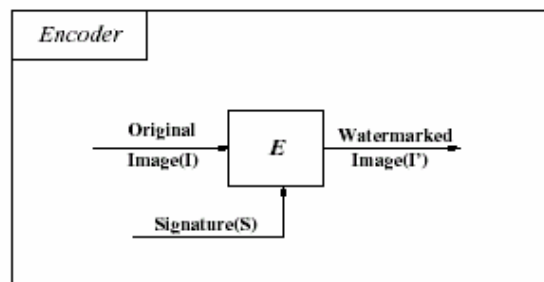 Encoder
Original
Image(I)
E
Watermarked
Image(I')
Signature(S)